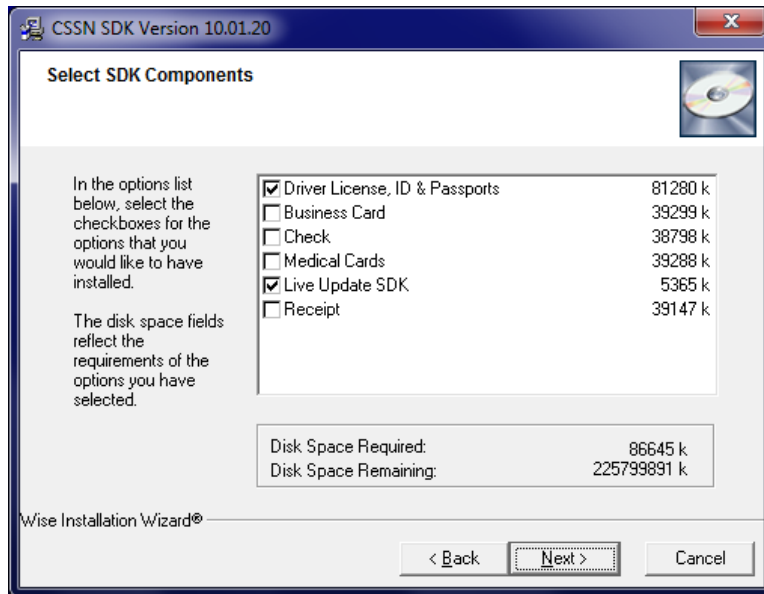 CSSN SDK Version 10.01.20
Select SDK Components
In the options list
below, select the
checkboxes for the
options that you
would like to have
installed.
The disk space fields
reflect the
requirements of the
options you have
selected.
Driver License, ID & Passports 81280 k
Business Card 39299 k
Check 38798 k
Medical Cards 39288 k
Live Update SDK 5365 k
Receipt 39147 k
Disk Space Required: 86645 k
Disk Space Remaining: 225799891 k
Wise Installation Wizard®
< Back Next > Cancel